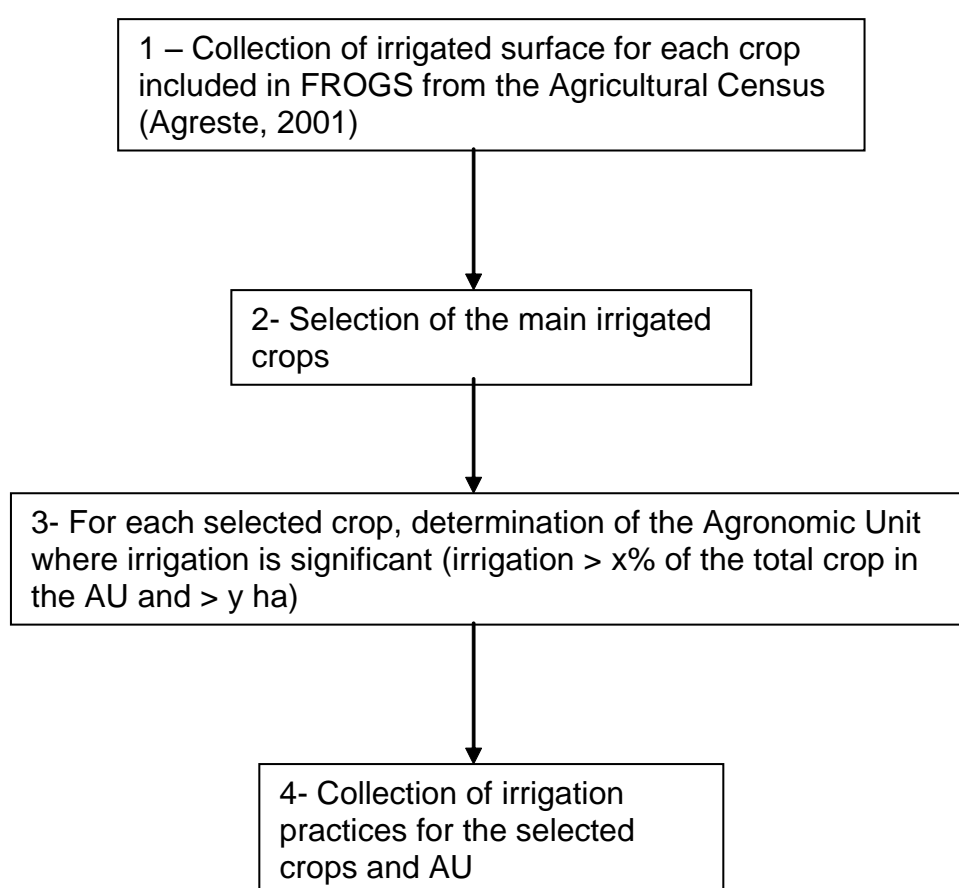 1 – Collection of irrigated surface for each crop
included in FROGS from the Agricultural Census
(Agreste, 2001)
2- Selection of the main irrigated
crops
3- For each selected crop, determination of the Agronomic Unit
where irrigation is significant (irrigation > x% of the total crop in
the AU and > y ha)
4- Collection of irrigation
practices for the selected
crops and AU